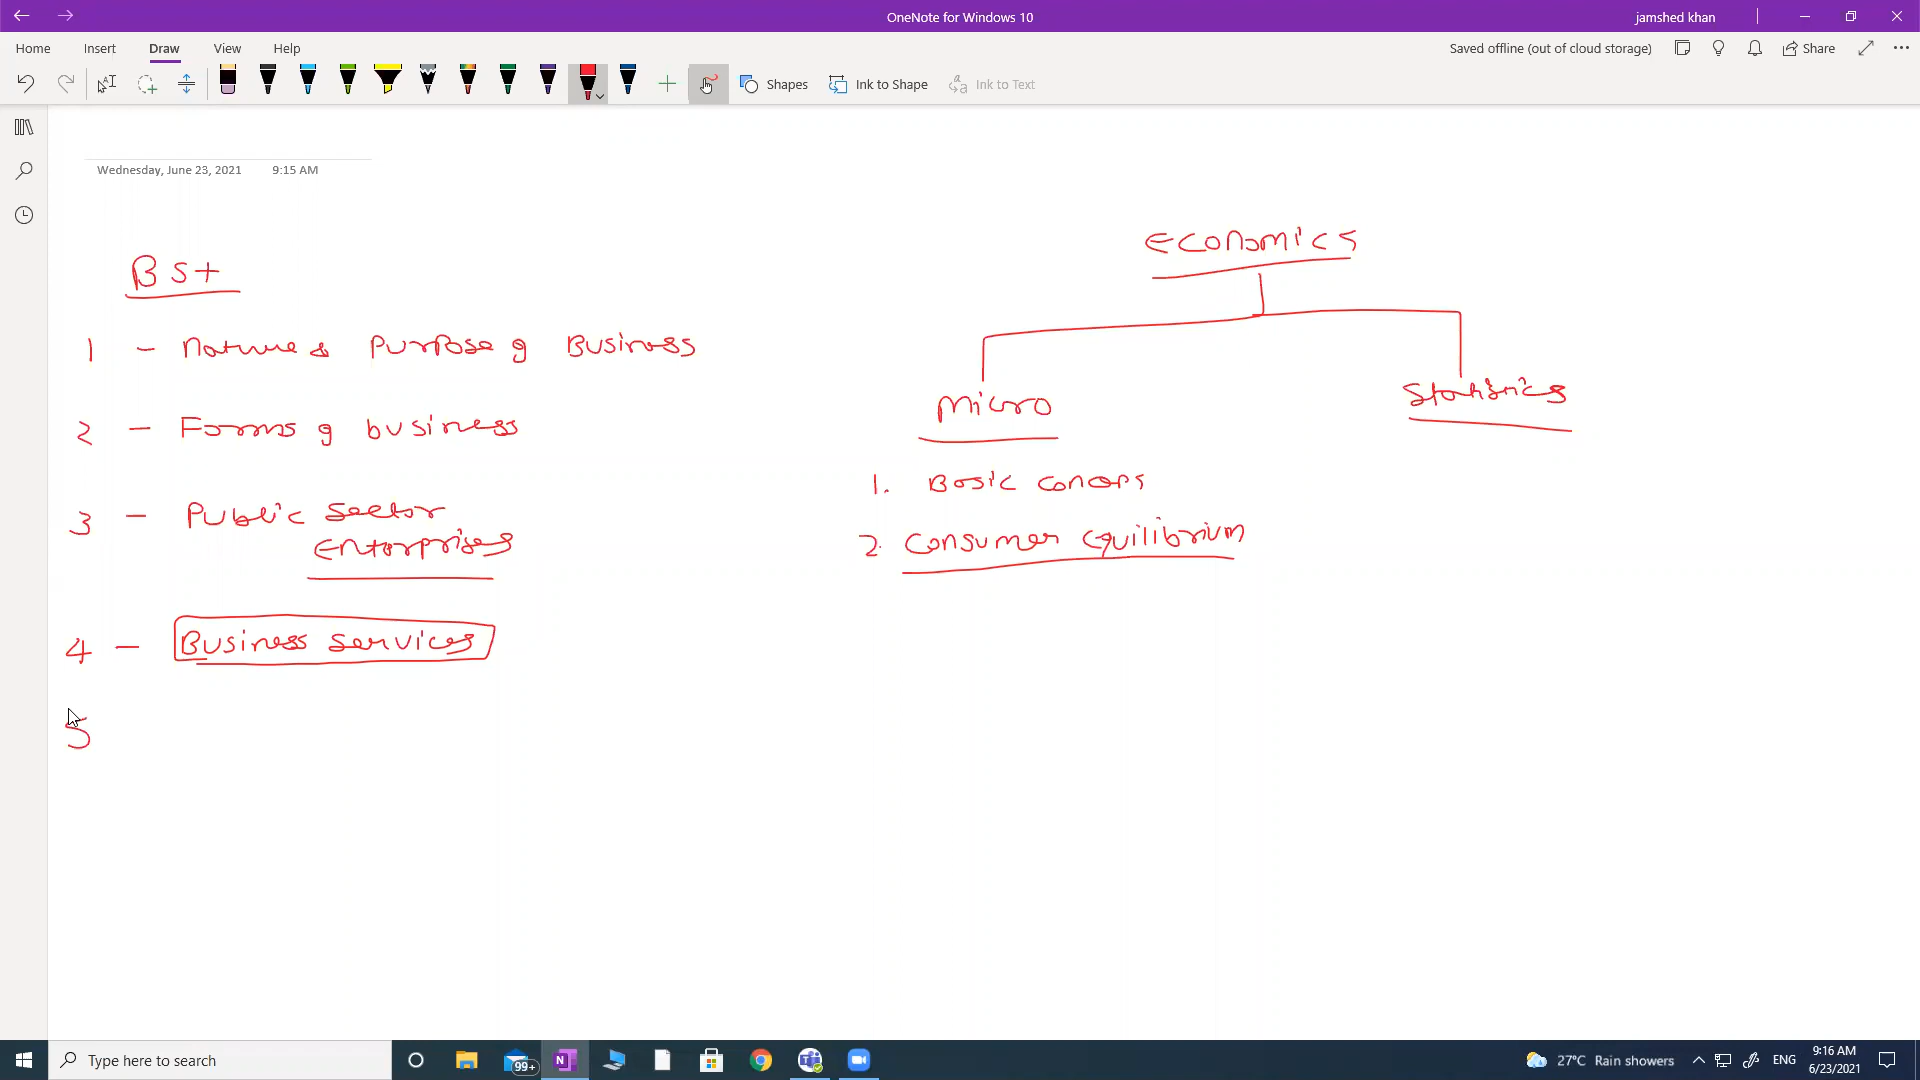 OneNote for Windows 10
jamshed khan
Home Insert Draw View Help
Saved offline (out of cloud storage)
Share
Shapes
Ink to Shape
Ink to Text
Wednesday, June 23, 2021 9:15 AM
BSt
1 - Nature & Purpose of Business
2 - Forms of business
3 - Public Sector
Enterprises
4 - Business Services
5
Economics
Micro
Statistics
1. Basic
2. Consumer Equilibrium
Type here to search
99+
27°C Rain showers
ENG
9:16 AM
6/23/2021